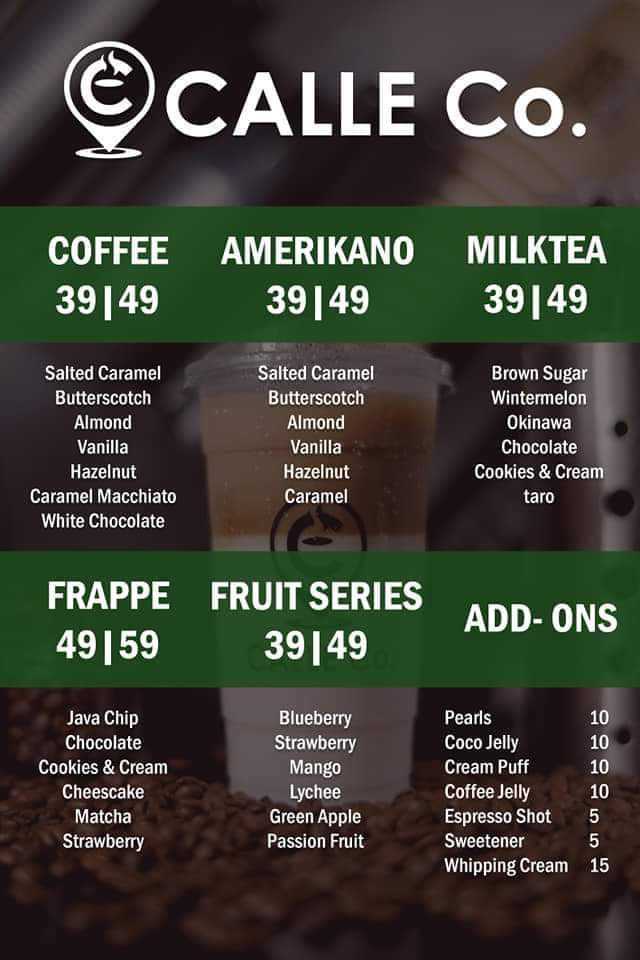 CALLE Co.
COFFEE
39|49
Salted Caramel
Butterscotch
Almond
Vanilla
Hazelnut
Caramel Macchiato
White Chocolate
AMERIKANO
39|49
Salted Caramel
Butterscotch
Almond
Vanilla
Hazelnut
Caramel
MILKTEA
39|49
Brown Sugar
Wintermelon
Okinawa
Chocolate
Cookies & Cream
taro
FRAPPE
49|59
Java Chip
Chocolate
Cookies & Cream
Cheescake
Matcha
Strawberry
FRUIT SERIES
39|49
Blueberry
Strawberry
Mango
Lychee
Green Apple
Passion Fruit
ADD- ONS
Pearls 10
Coco Jelly 10
Cream Puff 10
Coffee Jelly 10
Espresso Shot 5
Sweetener 5
Whipping Cream 15
CALLE Co.